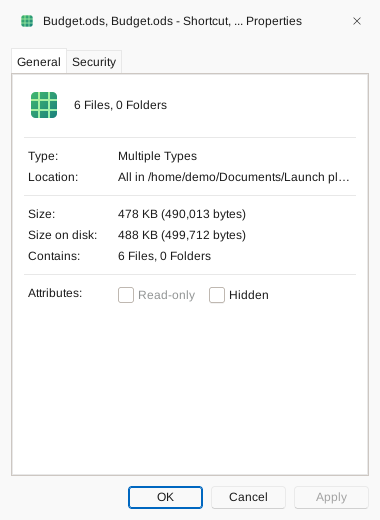 Budget.ods, Budget.ods - Shortcut, ... Properties
General Security
6 Files, 0 Folders
Type: Multiple Types
Location: All in /home/demo/Documents/Launch pl…
Size: 478 KB (490,013 bytes)
Size on disk: 488 KB (499,712 bytes)
Contains: 6 Files, 0 Folders
Attributes: Read-only Hidden
OK Cancel Apply